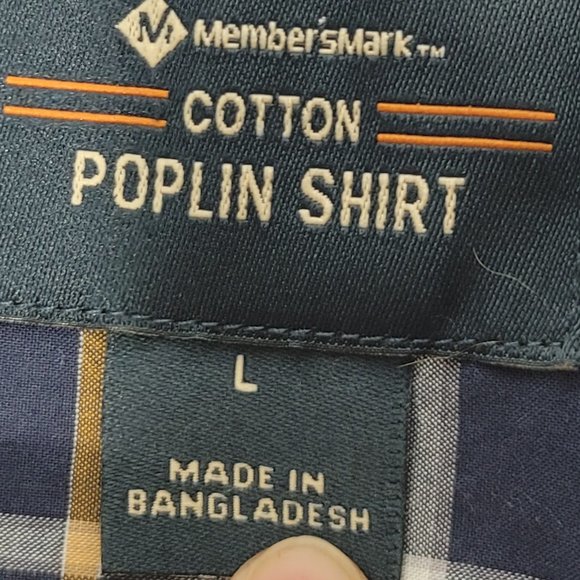 M Member'sMark™
COTTON
POPLIN SHIRT
L
MADE IN
BANGLADESH